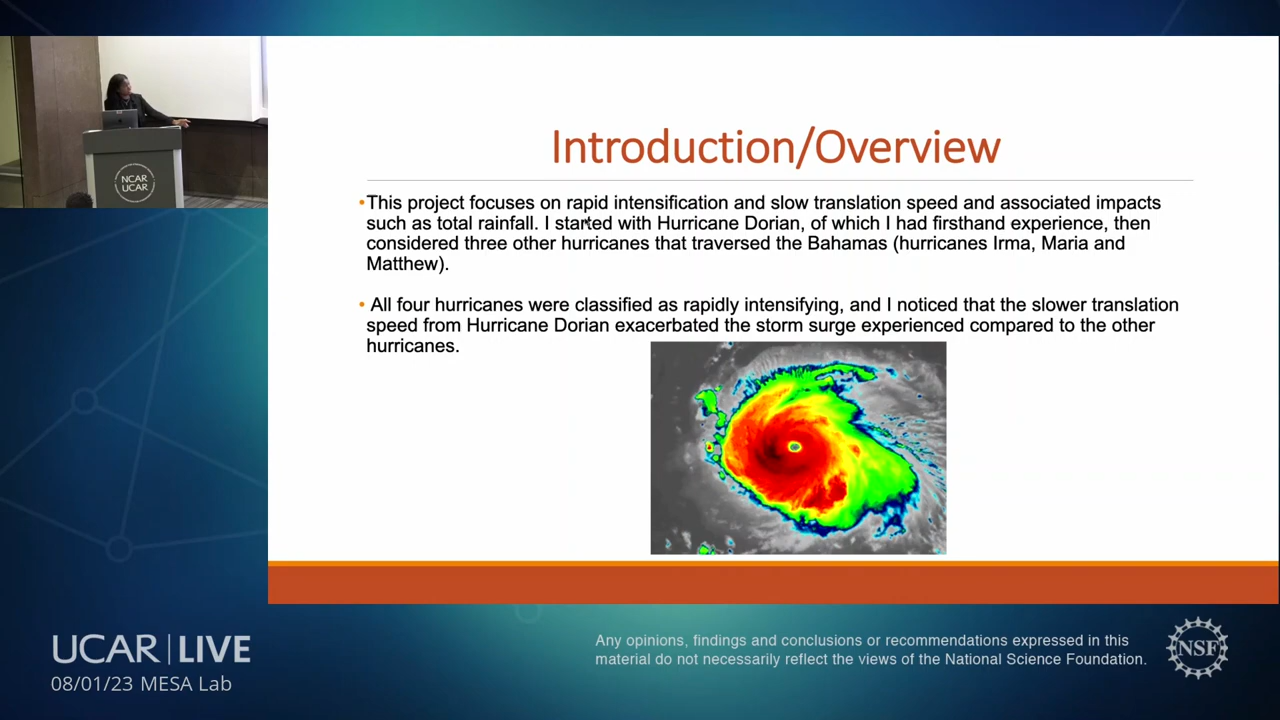 NCAR
UCAR
Introduction/Overview
•This project focuses on rapid intensification and slow translation speed and associated impacts
such as total rainfall. I started with Hurricane Dorian, of which I had firsthand experience, then
considered three other hurricanes that traversed the Bahamas (hurricanes Irma, Maria and
Matthew).
• All four hurricanes were classified as rapidly intensifying, and I noticed that the slower translation
speed from Hurricane Dorian exacerbated the storm surge experienced compared to the other
hurricanes.
UCAR | LIVE
08/01/23 MESA Lab
Any opinions, findings and conclusions or recommendations expressed in this
material do not necessarily reflect the views of the National Science Foundation.
NSF